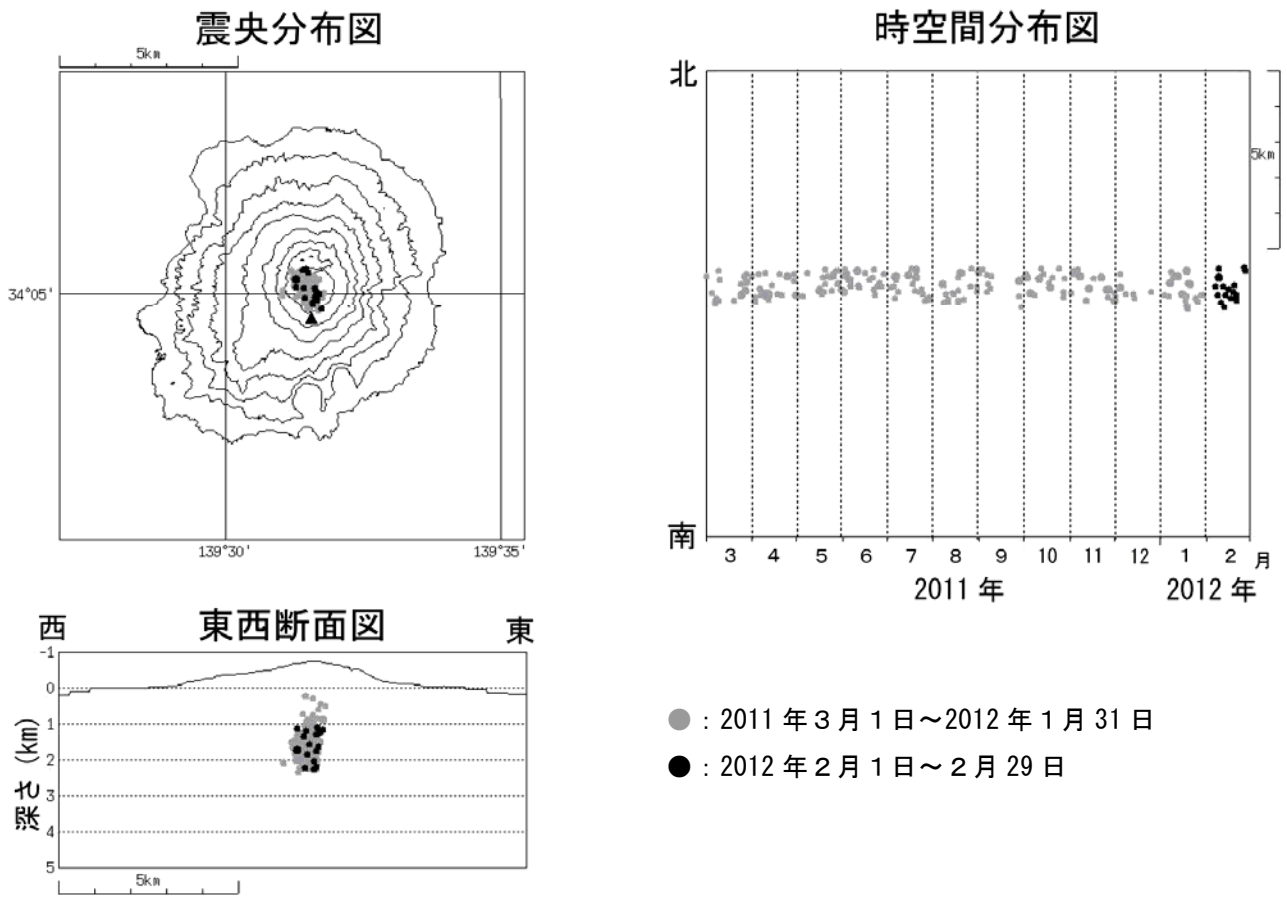 震央分布図
5km
34°05'
139°30'
139°35'
時空間分布図
北
5km
南
3 4 5 6 7 8 9 10 11 12 1 2 月
2011 年
2012 年
東西断面図
西
東
-1
0
1
2
3
4
5
深さ (km)
5km
● : 2011 年３月１日～2012 年１月 31 日
● : 2012 年２月１日～２月 29 日